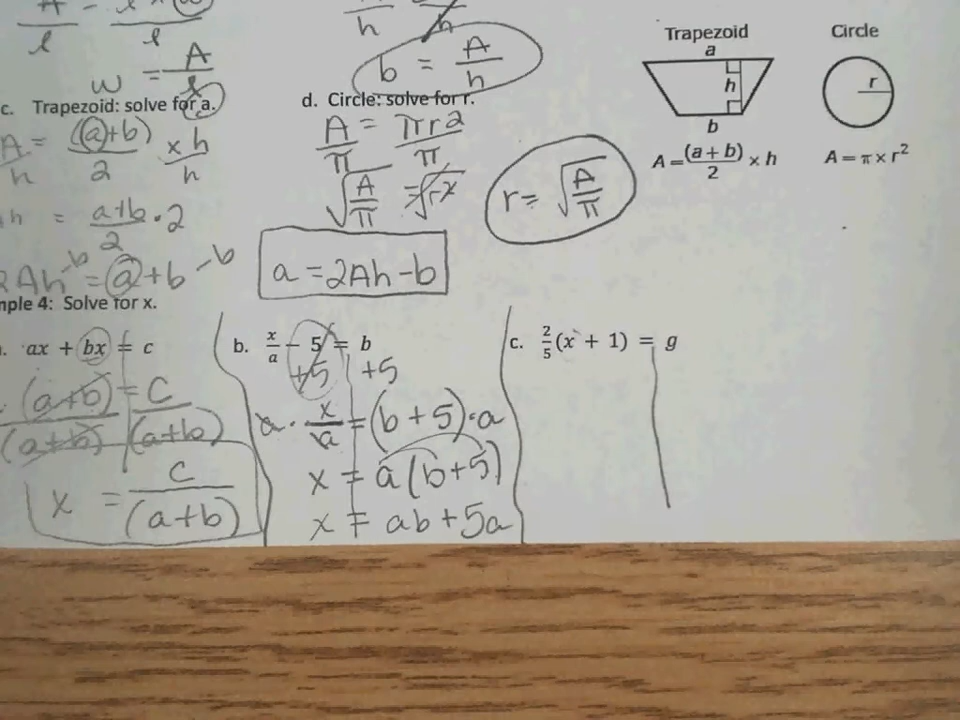 w = A/l
b = A/h
Trapezoid
a
h
b
A = (a + b)/2 × h
Circle
r
A = π × r²
c. Trapezoid: solve for a.
A/h = (a+b)/2 × h/h
h = a+b/2 · 2
2Ah -b = a + b -b
a = 2Ah - b
d. Circle: solve for r.
A/π = πr2/π
√A/π = √r²
r = √A/π
mple 4: Solve for x.
ax + bx = c
(a+b) = C
(a+b) (a+b)
x = c/(a+b)
b. x/a - 5 = b
+5 +5
a · x/a = (b + 5) · a
x = a(b+5)
x = ab + 5a
c. 2/5(x + 1) = g